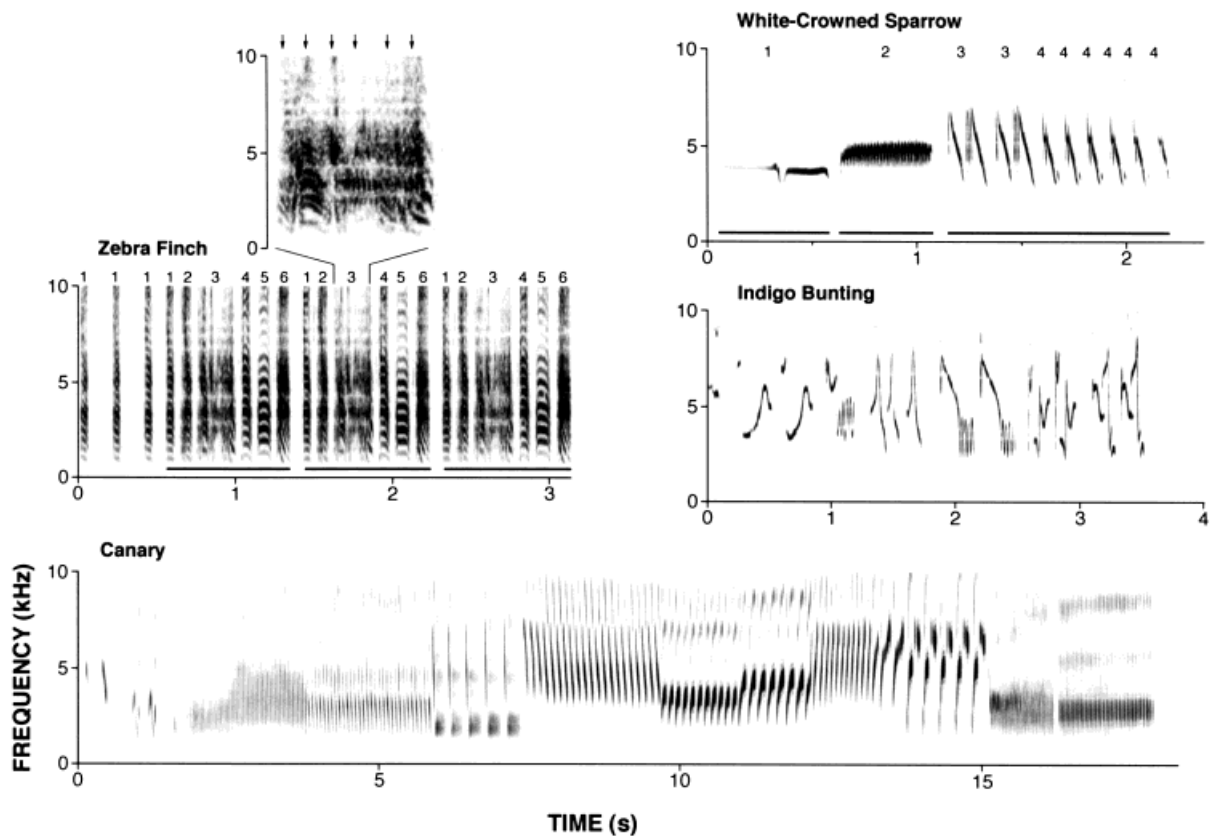 White-Crowned Sparrow
10
1 2 3 3 4 4 4 4 4 4
5
0
0 1 2
10
5
0
Zebra Finch
10
1 1 1 1 2 3 4 5 6 1 2 3 4 5 6 1 2 3 4 5 6
5
0
0 1 2 3
Indigo Bunting
10
5
0
0 1 2 3 4
Canary
10
5
0
0 5 10 15
FREQUENCY (kHz)
TIME (s)